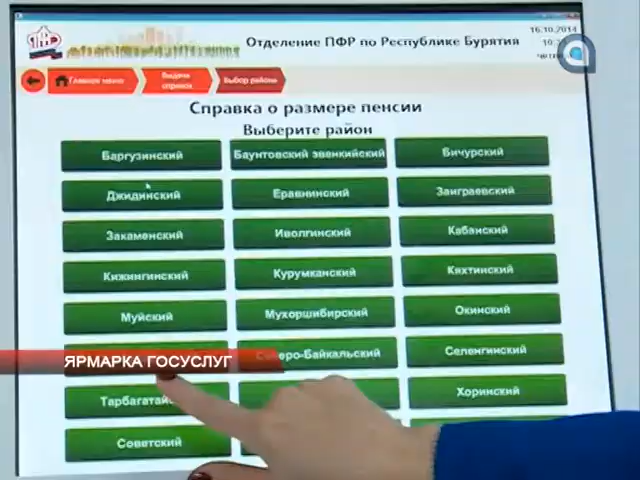 16.10.2014
Отделение ПФР по Республике Бурятия
Главное меню
Выдача справок
Выбор района
Справка о размере пенсии
Выберите район
Баргузинский Баунтовский эвенкийский Бичурский
Джидинский Еравнинский Заиграевский
Закаменский Иволгинский Кабанский
Кижингинский Курумканский Кяхтинский
Муйский Мухоршибирский Окинский
ЯРМАРКА ГОСУСЛУГ
Байкальский Селенгинский
Хоринский
Советский